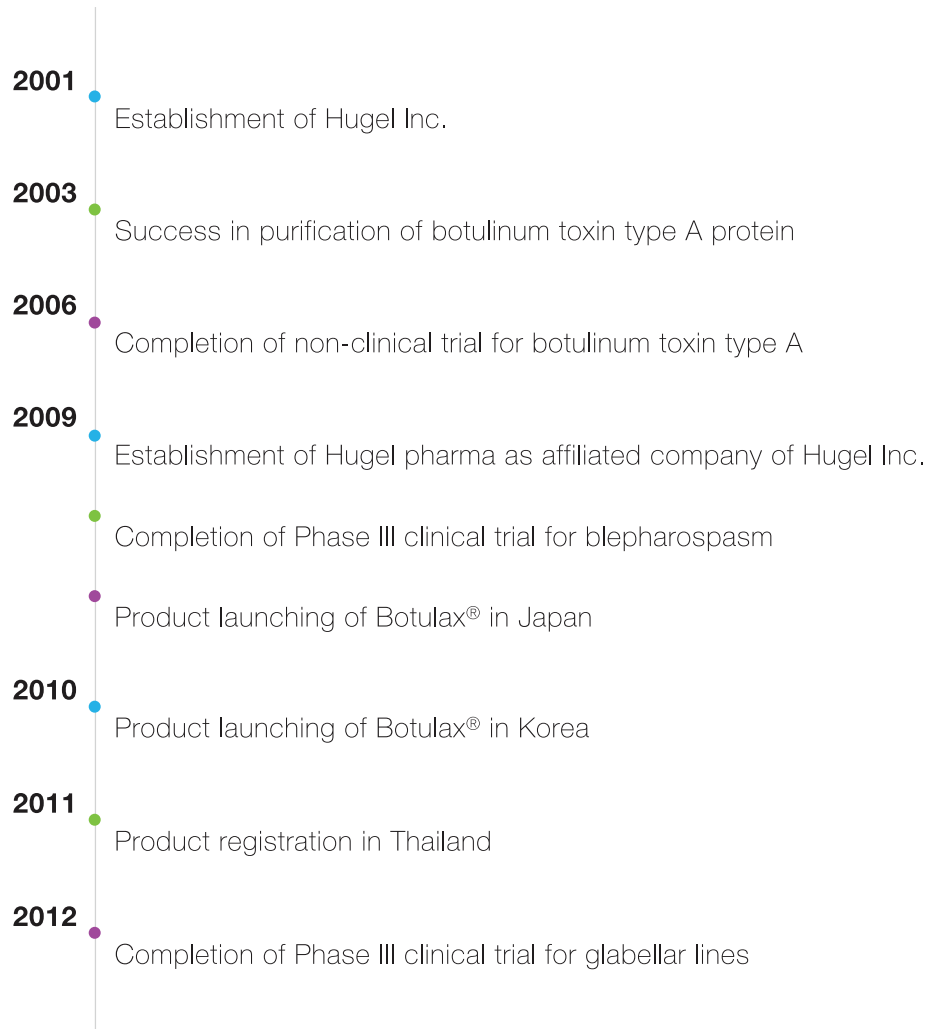 2001
Establishment of Hugel Inc.
2003
Success in purification of botulinum toxin type A protein
2006
Completion of non-clinical trial for botulinum toxin type A
2009
Establishment of Hugel pharma as affiliated company of Hugel Inc.
Completion of Phase III clinical trial for blepharospasm
Product launching of Botulax® in Japan
2010
Product launching of Botulax® in Korea
2011
Product registration in Thailand
2012
Completion of Phase III clinical trial for glabellar lines